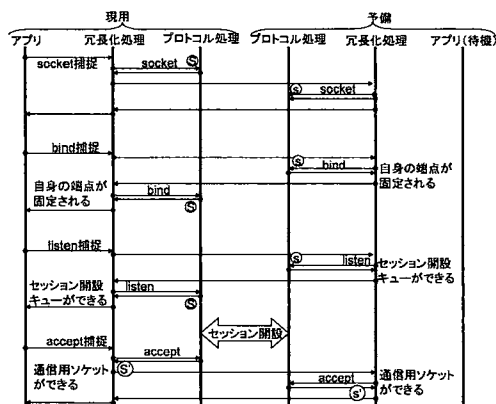 現用
予備
アプリ 冗長化処理 プロトコル処理 プロトコル処理 冗長化処理 アプリ(待機)
socket捕捉
socket
Ⓢ
ⓢ
socket
bind捕捉
ⓢ
bind
自身の端点が
固定される
自身の端点が
固定される
bind
Ⓢ
listen捕捉
ⓢ
listen
セッション開設
キューができる
セッション開設
キューができる
listen
Ⓢ
セッション開設
accept捕捉
accept
通信用ソケット
ができる
S'
accept
通信用ソケット
ができる
s'